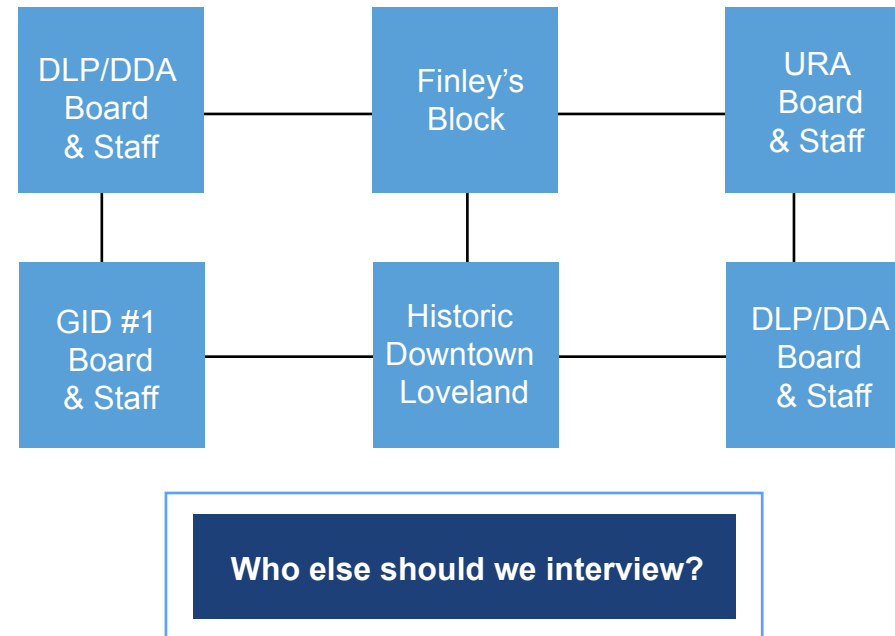 DLP/DDA
Board
& Staff
Finley’s
Block
URA
Board
& Staff
GID #1
Board
& Staff
Historic
Downtown
Loveland
DLP/DDA
Board
& Staff
Who else should we interview?